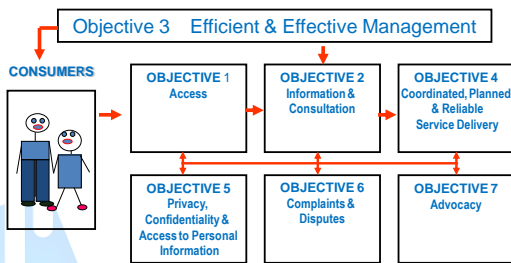 Objective 3 Efficient & Effective Management
CONSUMERS
OBJECTIVE 1
Access
OBJECTIVE 2
Information &
Consultation
OBJECTIVE 4
Coordinated, Planned
& Reliable
Service Delivery
OBJECTIVE 5
Privacy,
Confidentiality &
Access to Personal
Information
OBJECTIVE 6
Complaints &
Disputes
OBJECTIVE 7
Advocacy